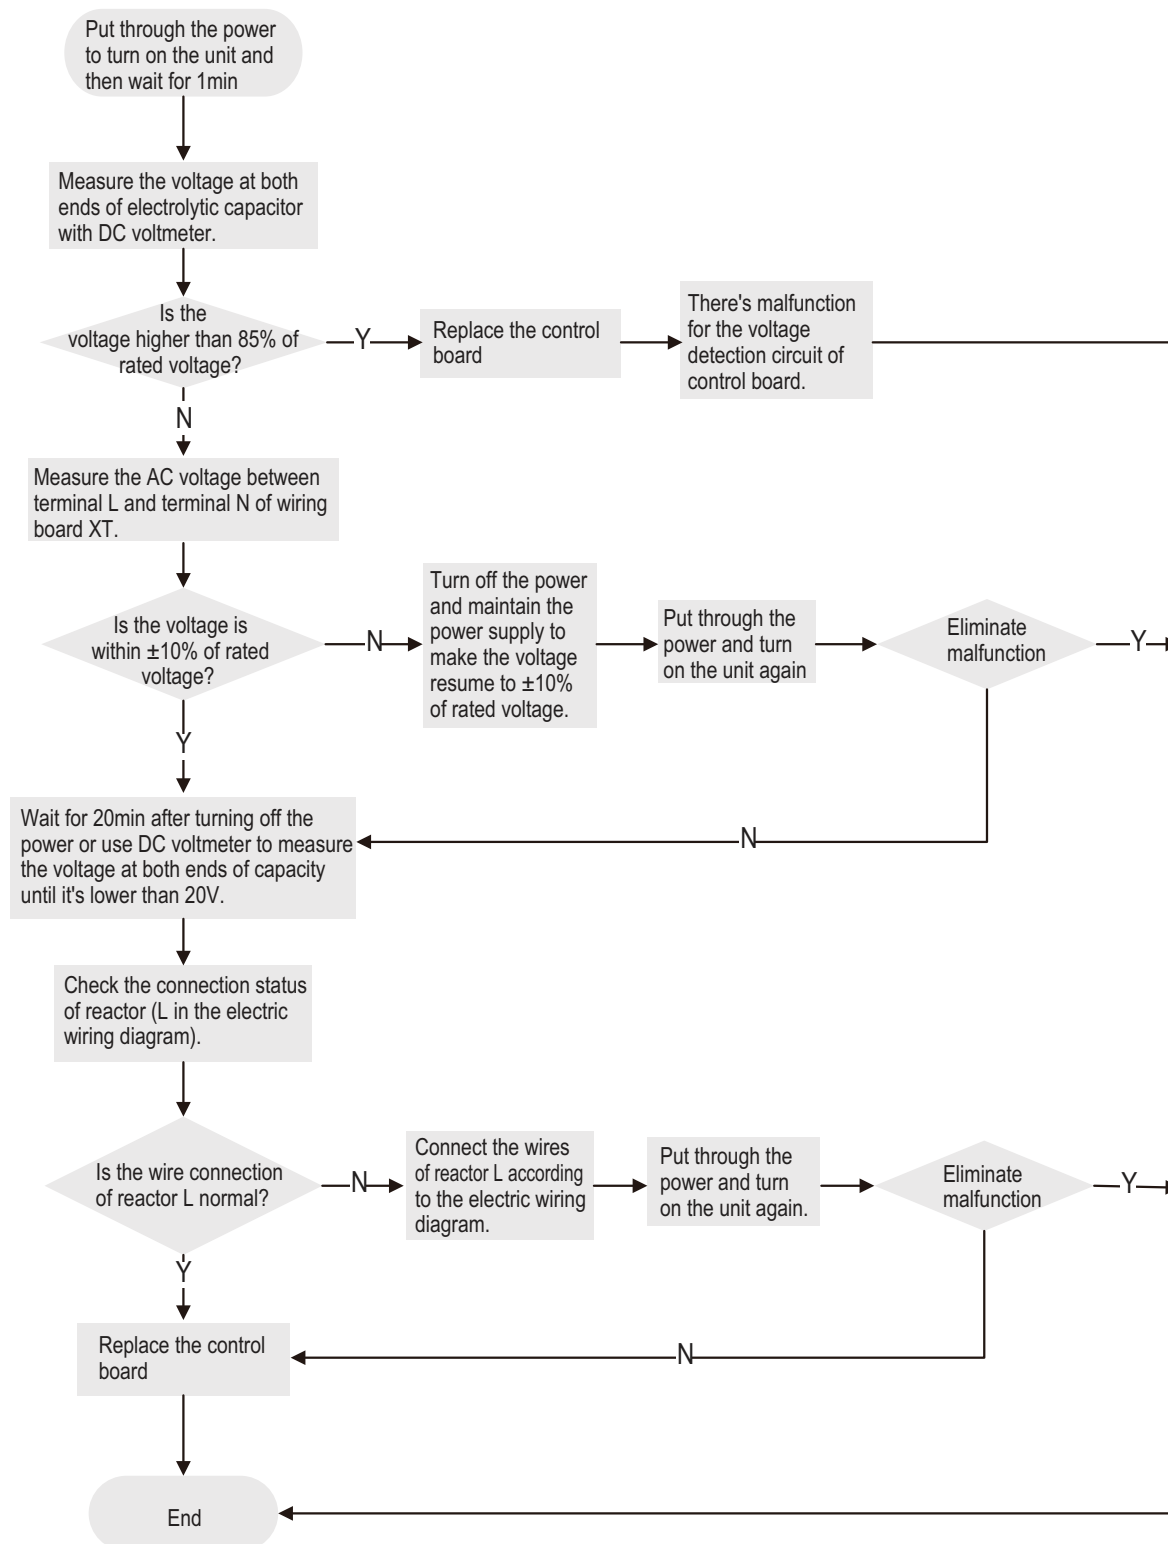 Put through the power
to turn on the unit and
then wait for 1min
Measure the voltage at both
ends of electrolytic capacitor
with DC voltmeter.
Is the
voltage higher than 85% of
rated voltage?
Y
Replace the control
board
There's malfunction
for the voltage
detection circuit of
control board.
N
Measure the AC voltage between
terminal L and terminal N of wiring
board XT.
Is the voltage is
within ±10% of rated
voltage?
N
Turn off the power
and maintain the
power supply to
make the voltage
resume to ±10%
of rated voltage.
Put through the
power and turn
on the unit again
Eliminate
malfunction
Y
Y
N
Wait for 20min after turning off the
power or use DC voltmeter to measure
the voltage at both ends of capacity
until it's lower than 20V.
Check the connection status
of reactor (L in the electric
wiring diagram).
Is the wire connection
of reactor L normal?
N
Connect the wires
of reactor L according
to the electric wiring
diagram.
Put through the
power and turn
on the unit again.
Eliminate
malfunction
Y
Y
N
Replace the control
board
End